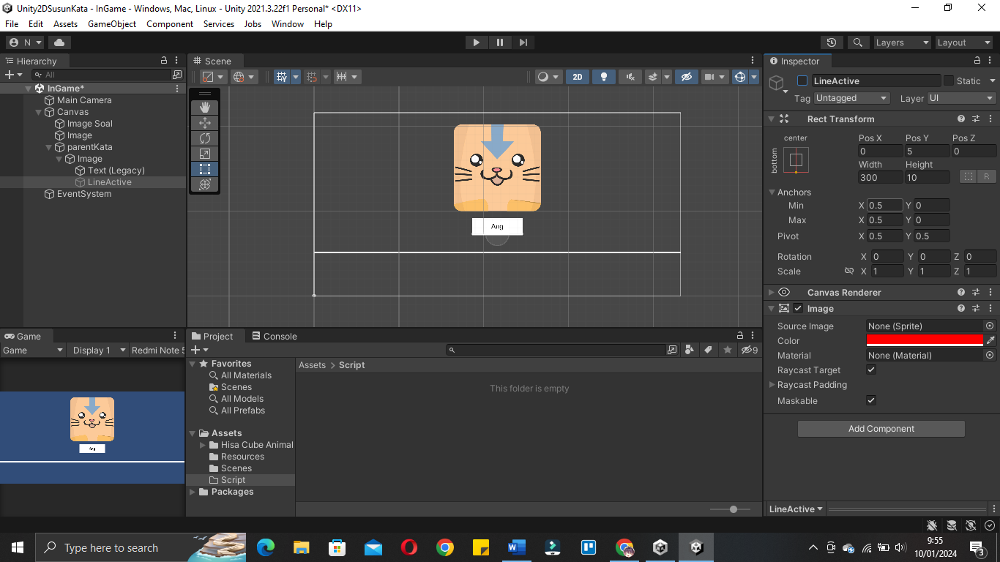 Unity2DSusunKata - InGame - Windows, Mac, Linux - Unity 2021.3.22f1 Personal* <DX11>
File Edit Assets GameObject Component Services Jobs Window Help
N Layers Layout
Hierarchy
All
InGame*
Main Camera
Canvas
Image Soal
Image
parentKata
Image
Text (Legacy)
LineActive
EventSystem
Scene
2D
Ang
Inspector
LineActive Static
Tag Untagged Layer UI
Rect Transform
center
bottom
Pos X Pos Y Pos Z
0 5 0
Width Height
300 10 R
Anchors
Min X 0.5 Y 0
Max X 0.5 Y 0
Pivot X 0.5 Y 0.5
Rotation X 0 Y 0 Z 0
Scale X 1 Y 1 Z 1
Canvas Renderer
Image
Source Image None (Sprite)
Color
Material None (Material)
Raycast Target
Raycast Padding
Maskable
Add Component
LineActive
Game
Game Display 1 Redmi Note 5
Ang
Project Console
9
Favorites
All Materials
Scenes
All Models
All Prefabs
Assets
Hisa Cube Animal
Resources
Scenes
Script
Packages
Assets > Script
This folder is empty
Type here to search
9:55
10/01/2024
3